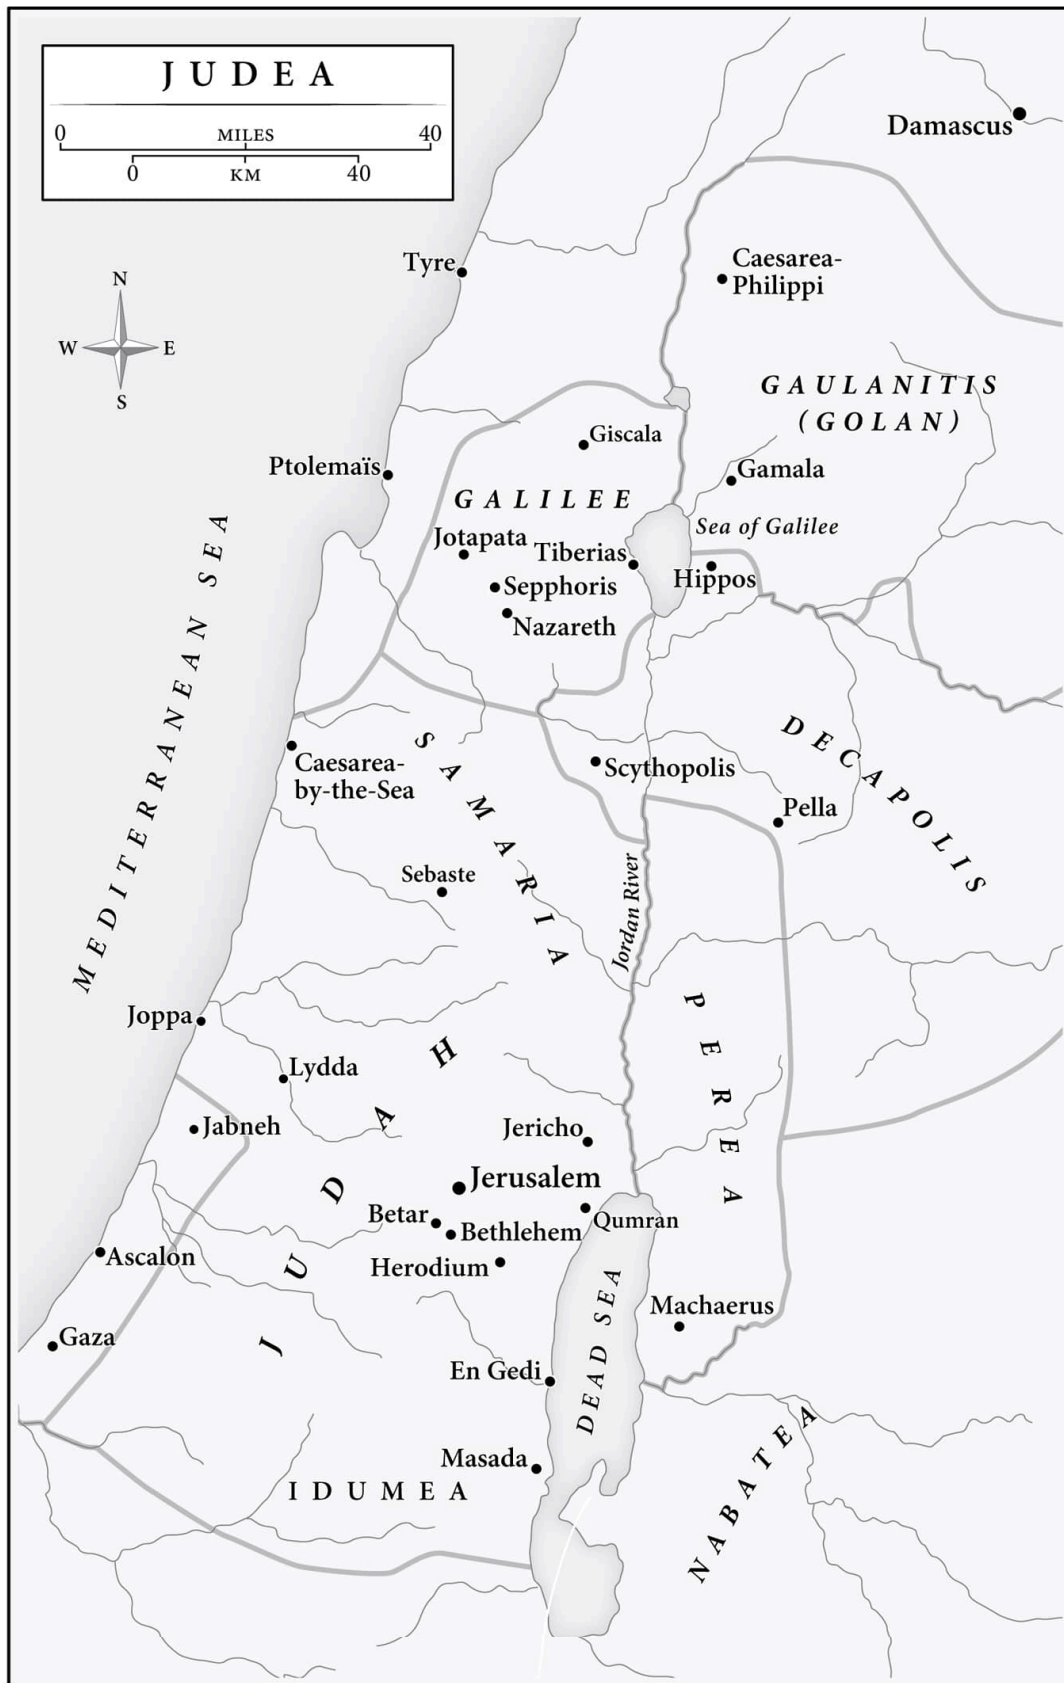 JUDEA
0 MILES 40
0 KM 40
Damascus
Tyre
Caesarea-
Philippi
N
W E
S
GAULANITIS
(GOLAN)
Giscala
Ptolemaïs
Gamala
GALILEE
Sea of Galilee
Jotapata
Tiberias
Hippos
Sepphoris
Nazareth
MEDITERRANEAN SEA
DECAPOLIS
SAMARIA
Caesarea-
by-the-Sea
Scythopolis
Pella
Sebaste
Jordan River
PEREA
Joppa
Lydda
JUDAH
Jabneh
Jericho
Jerusalem
Betar
Qumran
Bethlehem
Ascalon
Herodium
Machaerus
Gaza
DEAD SEA
En Gedi
NABATEA
Masada
IDUMEA